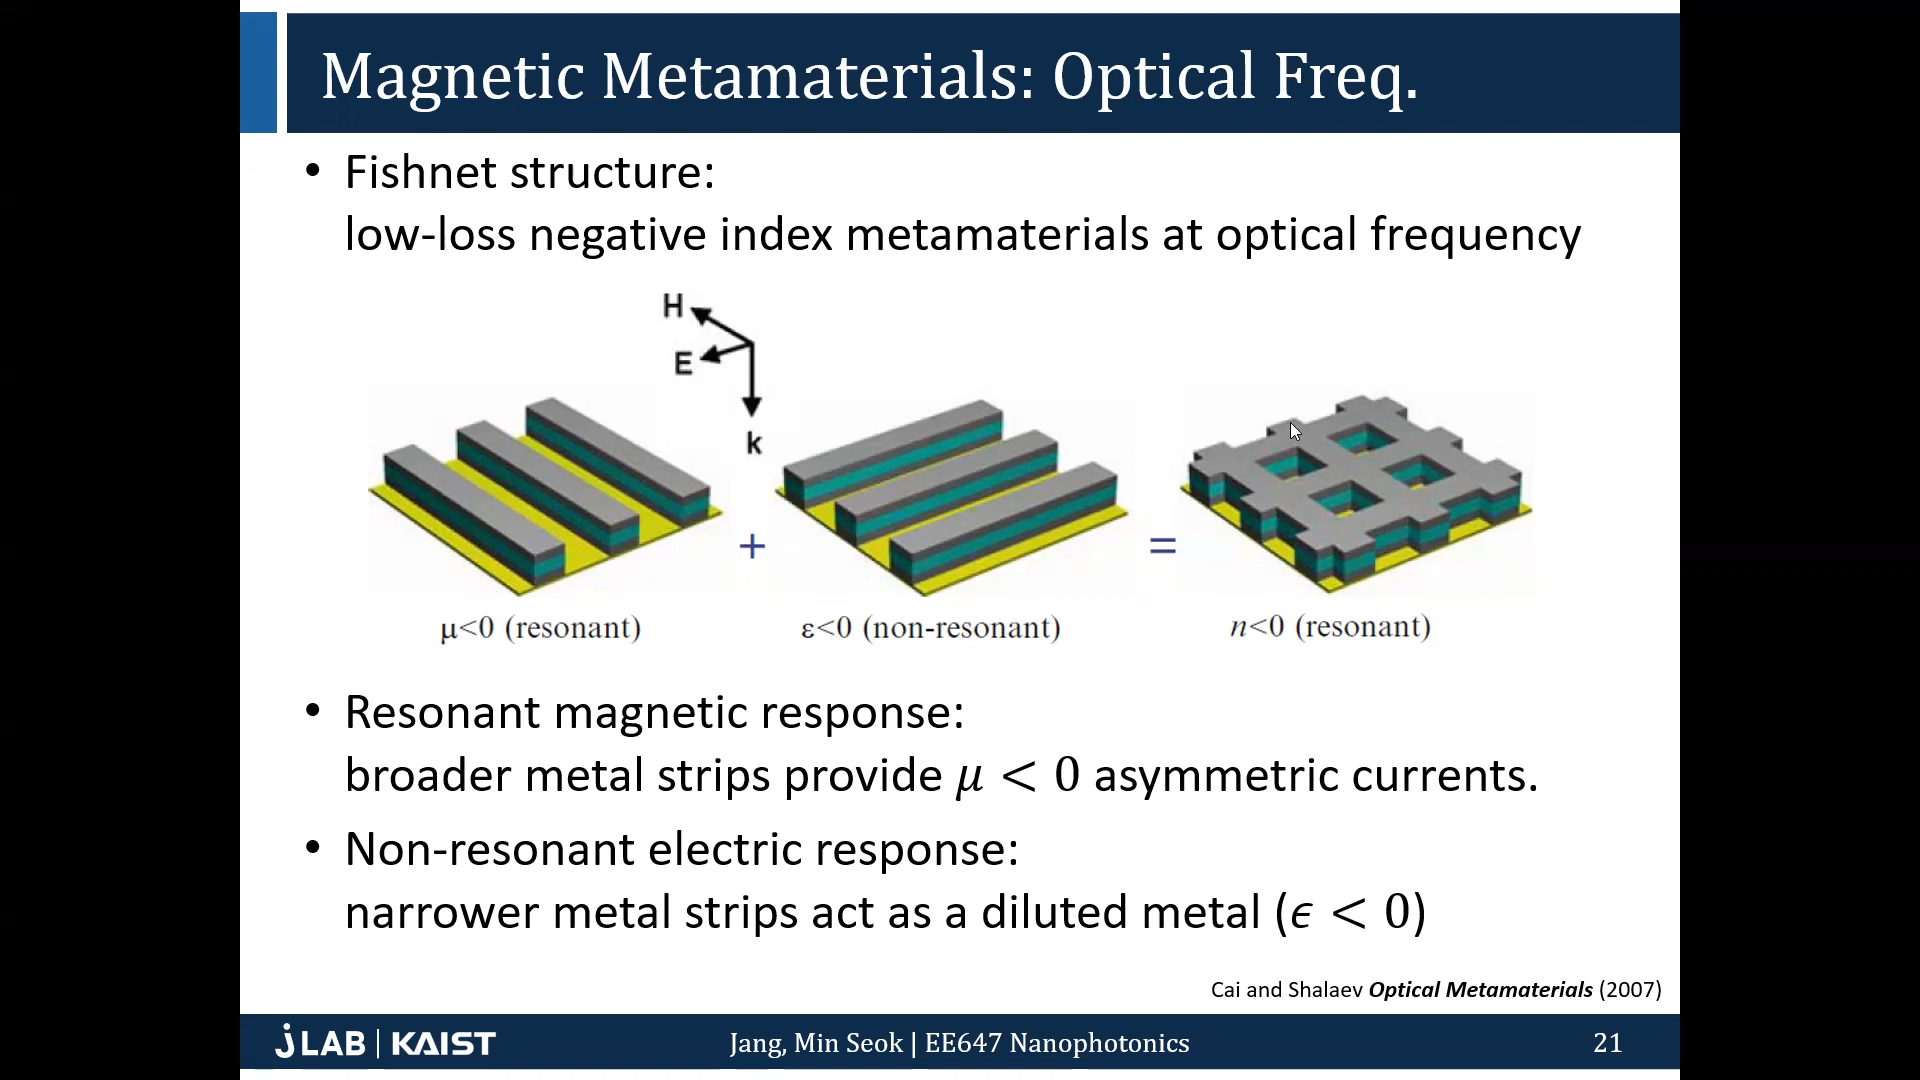 Magnetic Metamaterials: Optical Freq.
• Fishnet structure:
low-loss negative index metamaterials at optical frequency
H
E
k
+
=
μ<0 (resonant)
ε<0 (non-resonant)
n<0 (resonant)
• Resonant magnetic response:
broader metal strips provide μ < 0 asymmetric currents.
• Non-resonant electric response:
narrower metal strips act as a diluted metal (ϵ < 0)
Cai and Shalaev Optical Metamaterials (2007)
jLAB | KAIST
Jang, Min Seok | EE647 Nanophotonics
21